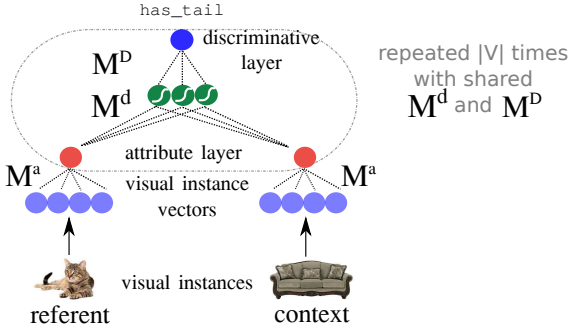 has_tail
discriminative
layer
M^D
M^d
repeated |V| times
with shared
M^d and M^D
attribute layer
M^a
M^a
visual instance
vectors
visual instances
referent
context